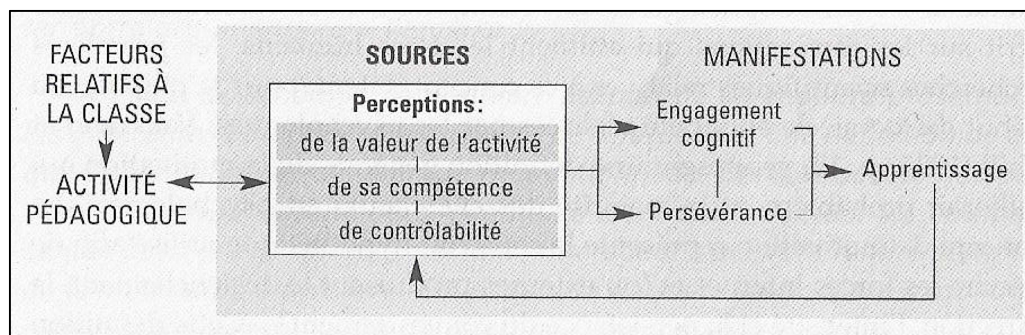 FACTEURS
RELATIFS À
LA CLASSE
ACTIVITÉ
PÉDAGOGIQUE
SOURCES
Perceptions:
de la valeur de l'activité
de sa compétence
de contrôlabilité
MANIFESTATIONS
Engagement
cognitif
Persévérance
Apprentissage